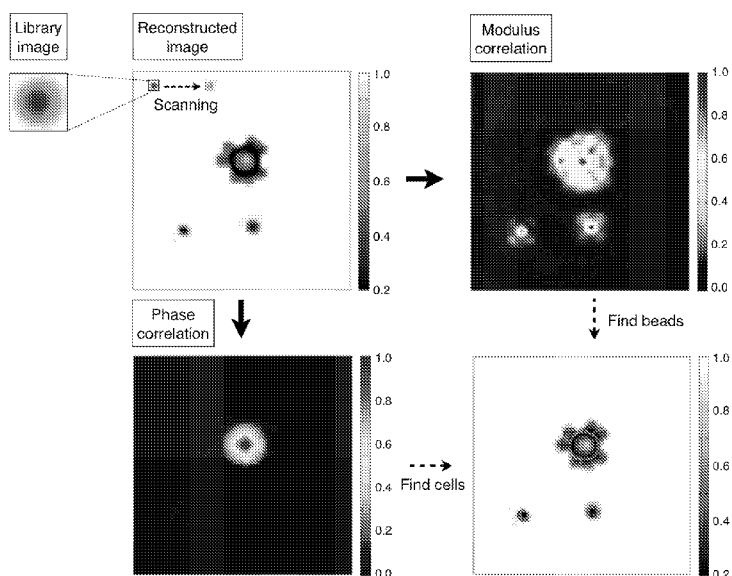 Library
image
Reconstructed
image
Modulus
correlation
Scanning
1.0
0.8
0.6
0.4
0.2
1.0
0.8
0.6
0.4
0.2
0.0
Phase
correlation
Find beads
1.0
0.8
0.6
0.4
0.2
0.0
Find cells
1.0
0.8
0.6
0.4
0.2